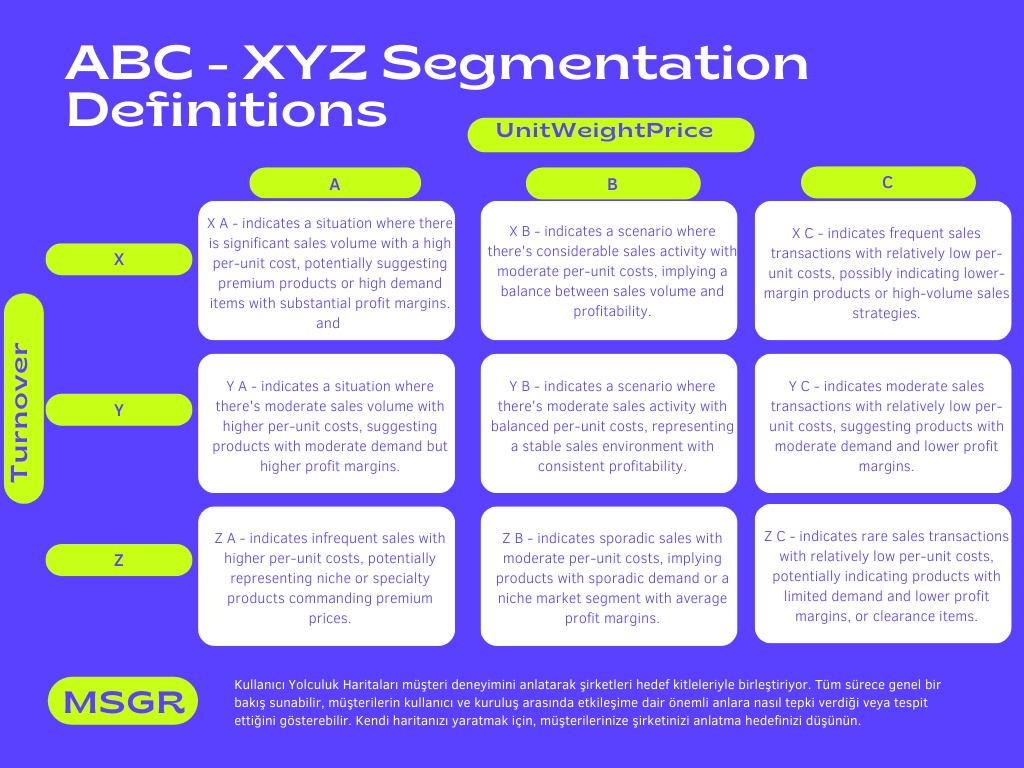 ABC - XYZ Segmentation
Definitions
UnitWeightPrice
A
B
C
Turnover
X
X A - indicates a situation where there
is significant sales volume with a high
per-unit cost, potentially suggesting
premium products or high demand
items with substantial profit margins.
and
X B - indicates a scenario where
there's considerable sales activity with
moderate per-unit costs, implying a
balance between sales volume and
profitability.
X C - indicates frequent sales
transactions with relatively low per-
unit costs, possibly indicating lower-
margin products or high-volume sales
strategies.
Y
Y A - indicates a situation where
there's moderate sales volume with
higher per-unit costs, suggesting
products with moderate demand but
higher profit margins.
Y B - indicates a scenario where
there's moderate sales activity with
balanced per-unit costs, representing
a stable sales environment with
consistent profitability.
Y C - indicates moderate sales
transactions with relatively low per-
unit costs, suggesting products with
moderate demand and lower profit
margins.
Z
Z A - indicates infrequent sales with
higher per-unit costs, potentially
representing niche or specialty
products commanding premium
prices.
Z B - indicates sporadic sales with
moderate per-unit costs, implying
products with sporadic demand or a
niche market segment with average
profit margins.
Z C - indicates rare sales transactions
with relatively low per-unit costs,
potentially indicating products with
limited demand and lower profit
margins, or clearance items.
MSGR
Kullanıcı Yolculuk Haritaları müşteri deneyimini anlatarak şirketleri hedef kitleleriyle birleştiriyor. Tüm sürece genel bir
bakış sunabilir, müşterilerin kullanıcı ve kuruluş arasında etkileşime dair önemli anlara nasıl tepki verdiği veya tespit
ettiğini gösterebilir. Kendi haritanızı yaratmak için, müşterilerinize şirketinizi anlatma hedefinizi düşünün.